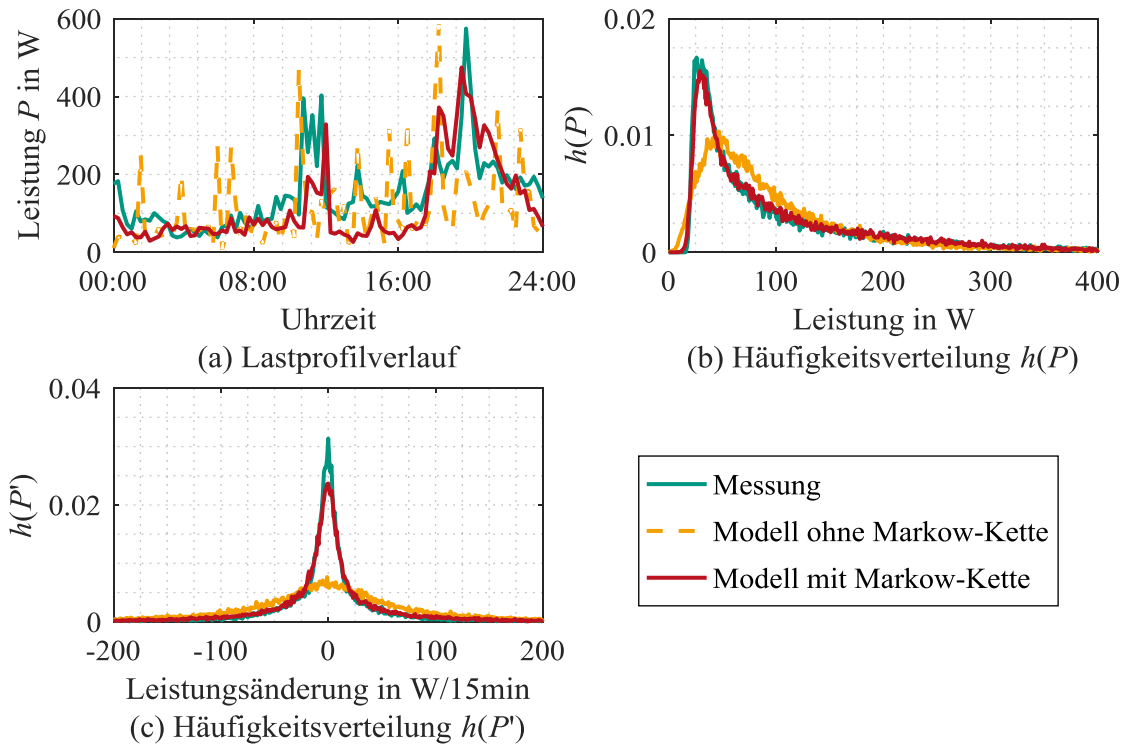 600
400
200
0
Leistung P in W
00:00 08:00 16:00 24:00
Uhrzeit
(a) Lastprofilverlauf
0.02
0.01
0
h(P)
0 100 200 300 400
Leistung in W
(b) Häufigkeitsverteilung h(P)
0.04
0.02
0
h(P')
-200 -100 0 100 200
Leistungsänderung in W/15min
(c) Häufigkeitsverteilung h(P')
Messung
Modell ohne Markow-Kette
Modell mit Markow-Kette